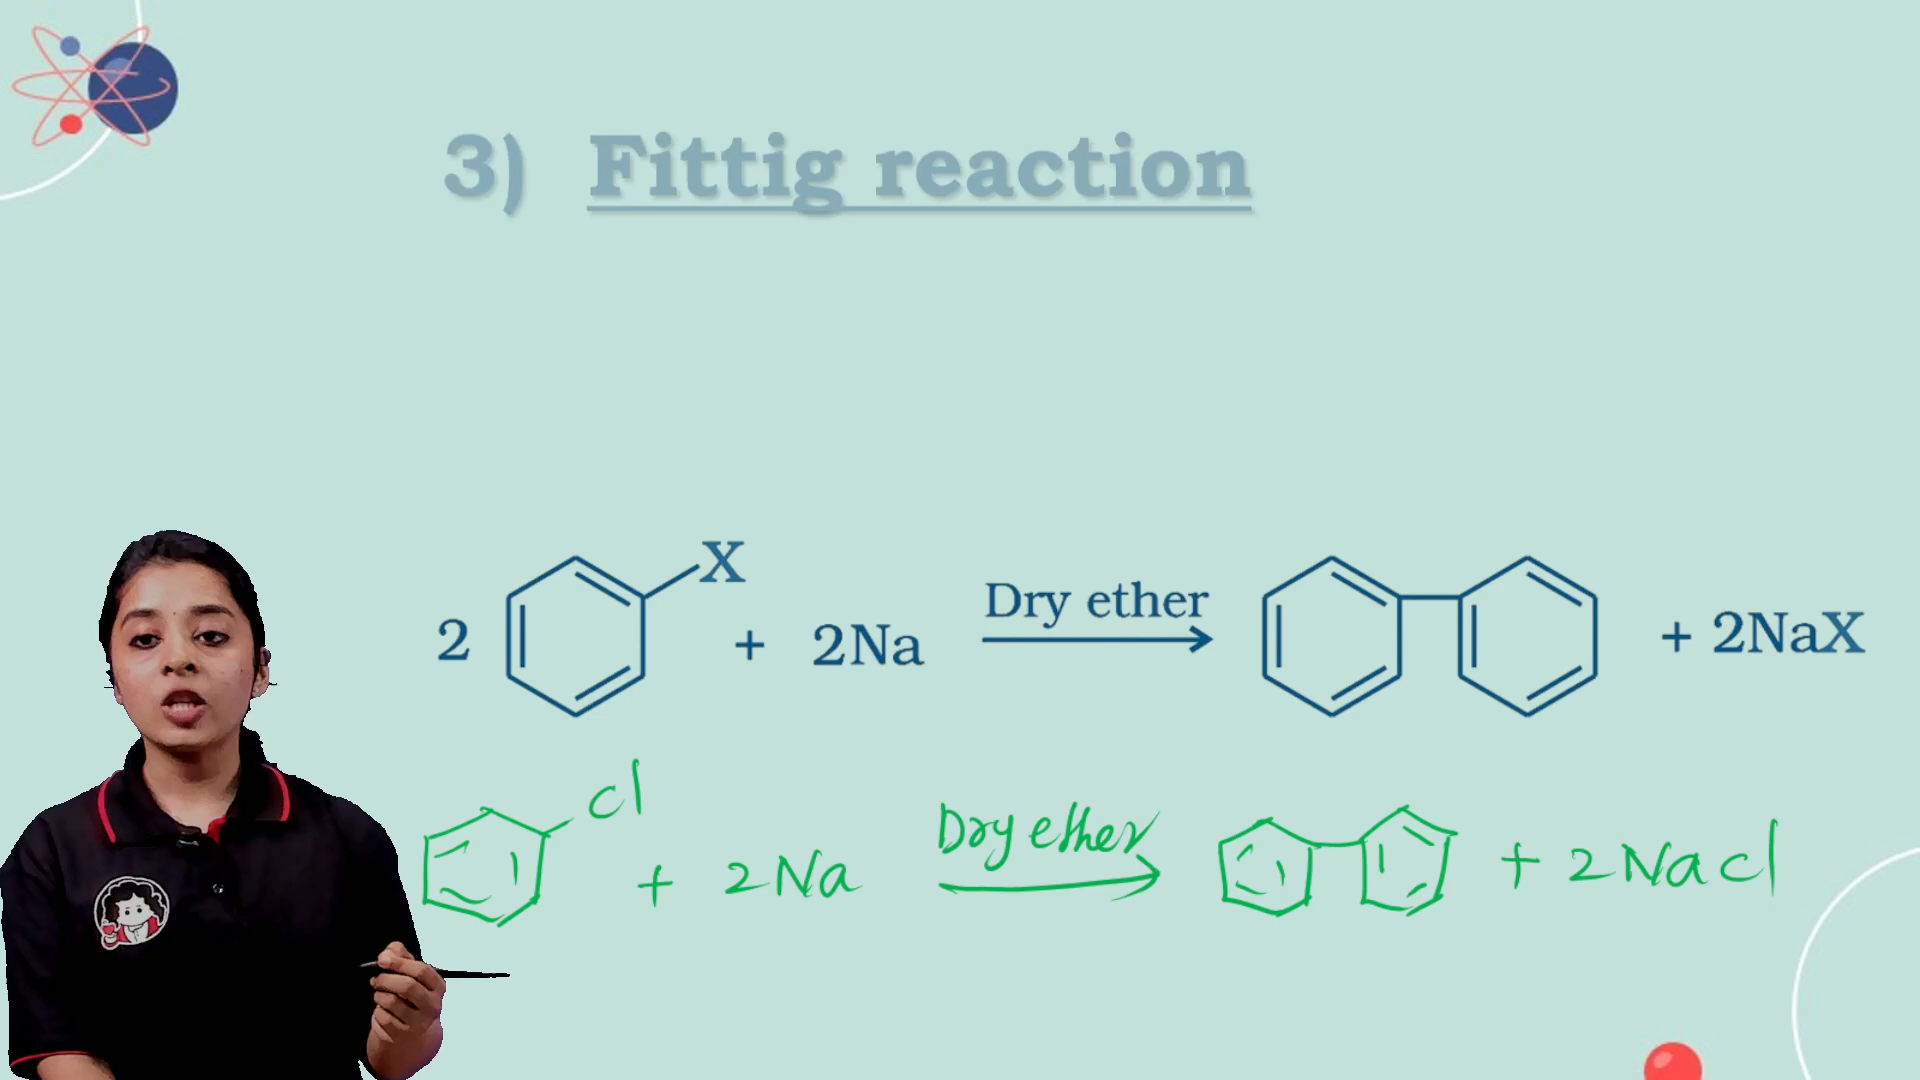 3) Fittig reaction
2 X + 2Na Dry ether + 2NaX
Cl + 2Na Dry ether + 2NaCl